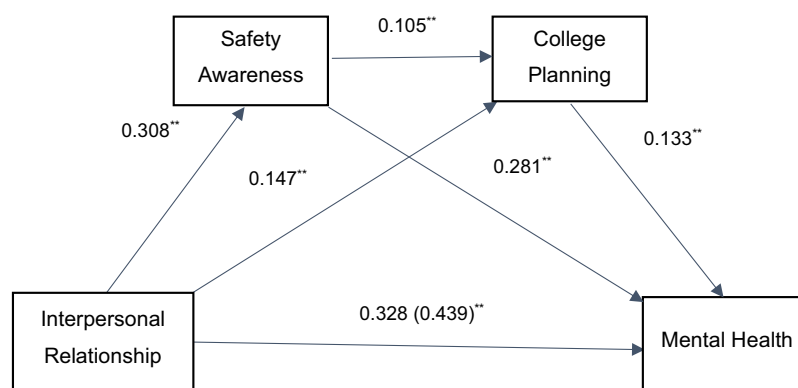 Safety
Awareness
0.105**
College
Planning
0.308**
0.147**
0.281**
0.133**
Interpersonal
Relationship
0.328 (0.439)**
Mental Health